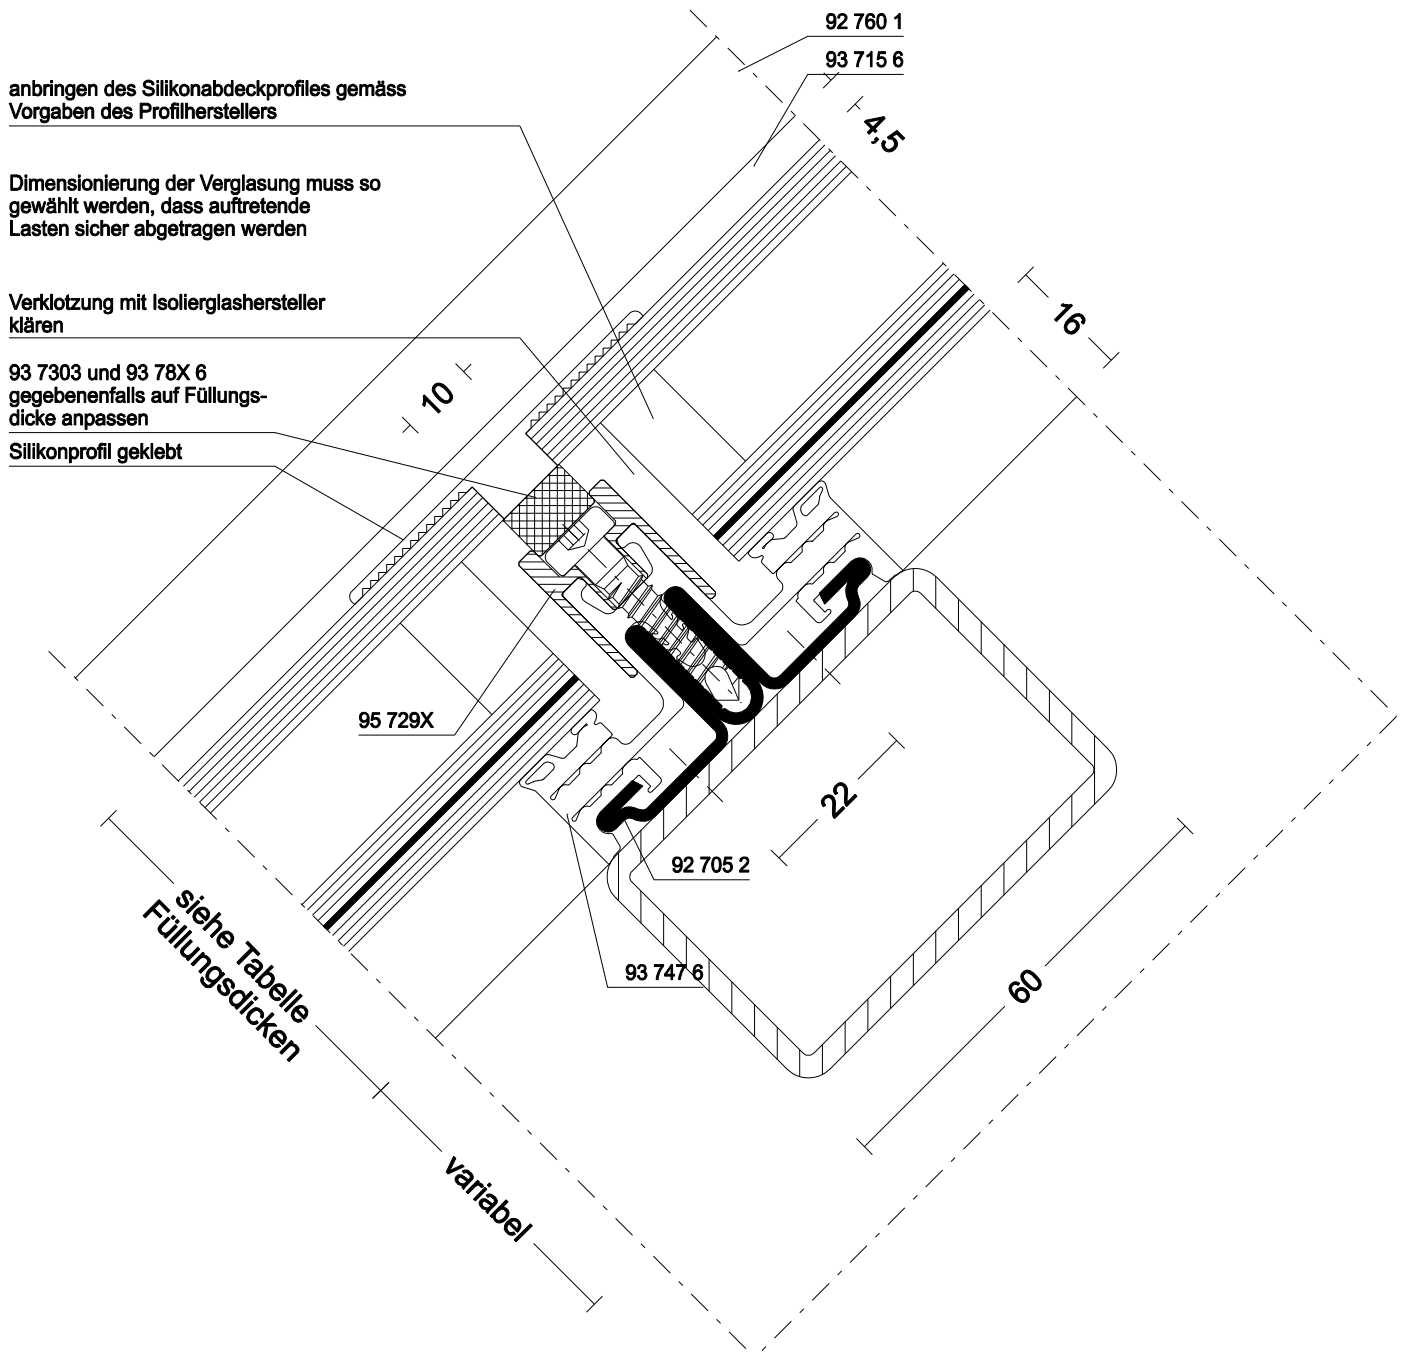 92 760 1
93 715 6
anbringen des Silikonabdeckprofiles gemäss
Vorgaben des Profilherstellers
4,5
Dimensionierung der Verglasung muss so
gewählt werden, dass auftretende
Lasten sicher abgetragen werden
16
Verklotzung mit Isolierglashersteller
klären
93 7303 und 93 78X 6
gegebenenfalls auf Füllungs-
dicke anpassen
10
Silikonprofil geklebt
95 729X
22
92 705 2
siehe Tabelle
Füllungsdicken
93 747 6
60
variabel